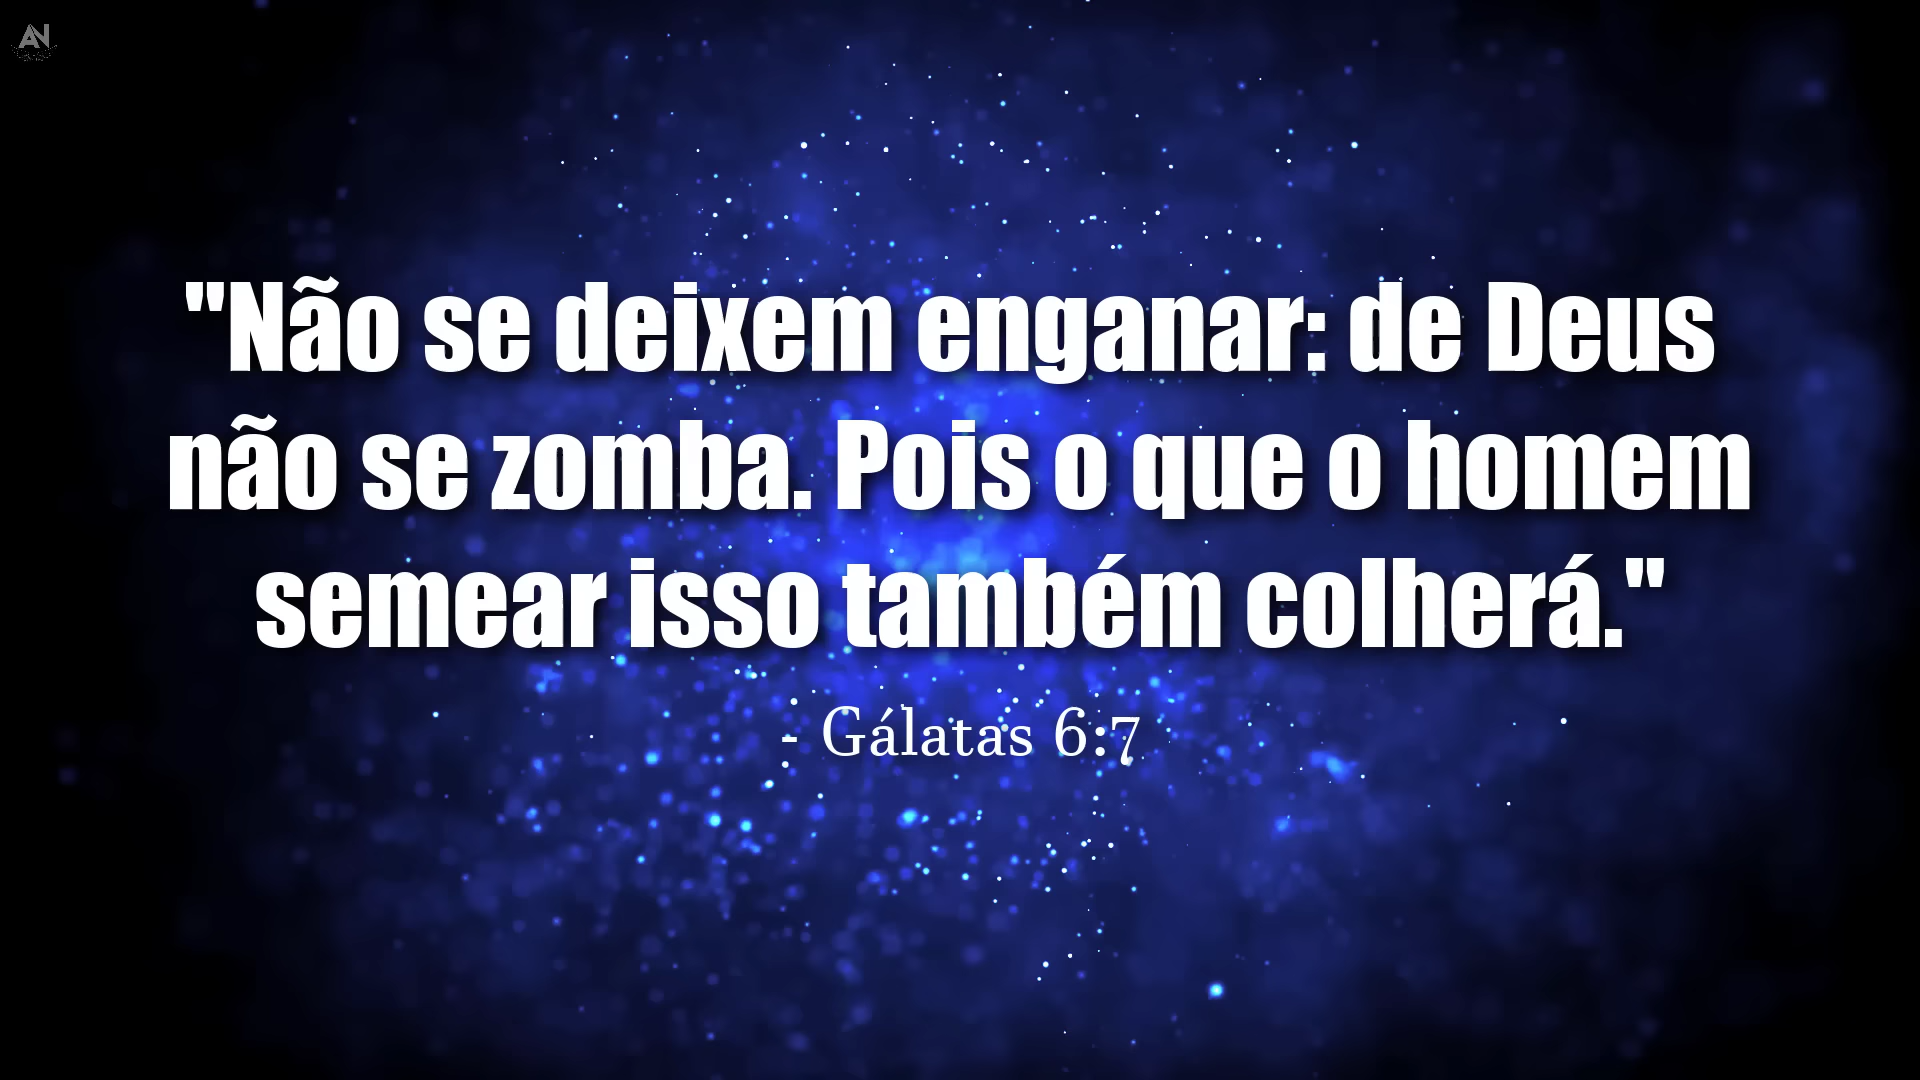 AN
"Não se deixem enganar: de Deus
não se zomba. Pois o que o homem
semear isso também colherá."
- Gálatas 6:7